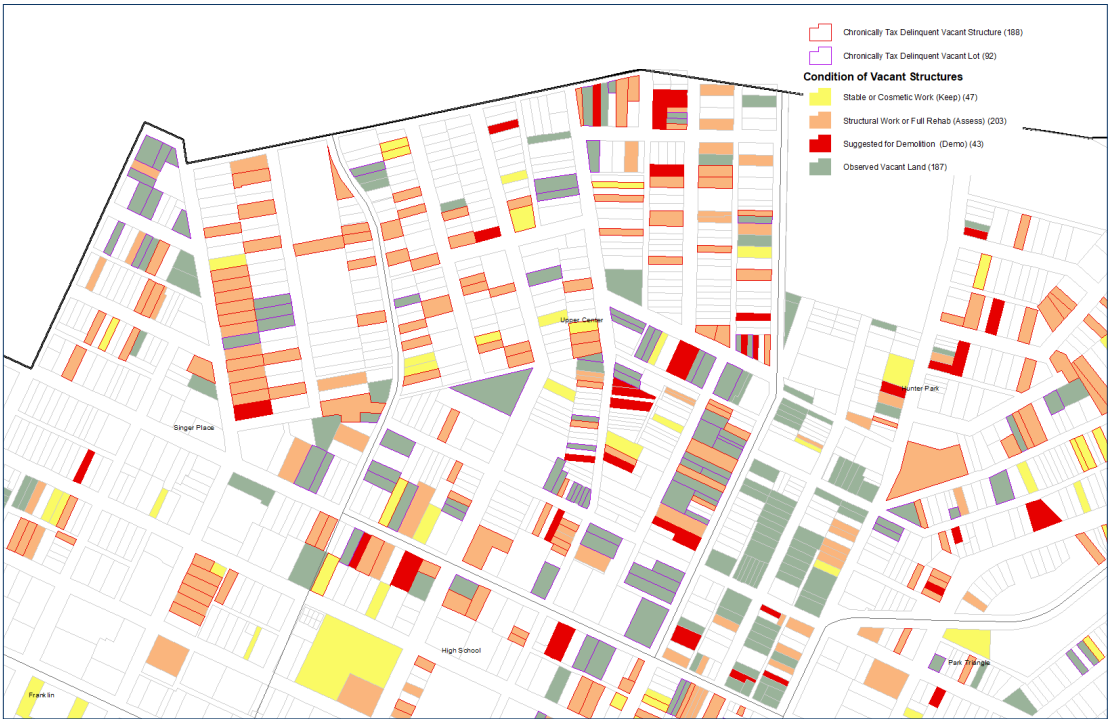 Chronically Tax Delinquent Vacant Structure (188)
Chronically Tax Delinquent Vacant Lot (92)
Condition of Vacant Structures
Stable or Cosmetic Work (Keep) (47)
Structural Work or Full Rehab (Assess) (203)
Suggested for Demolition (Demo) (43)
Observed Vacant Land (187)
Upper Center
Hunter Park
Singer Place
High School
Park Triangle
Franklin